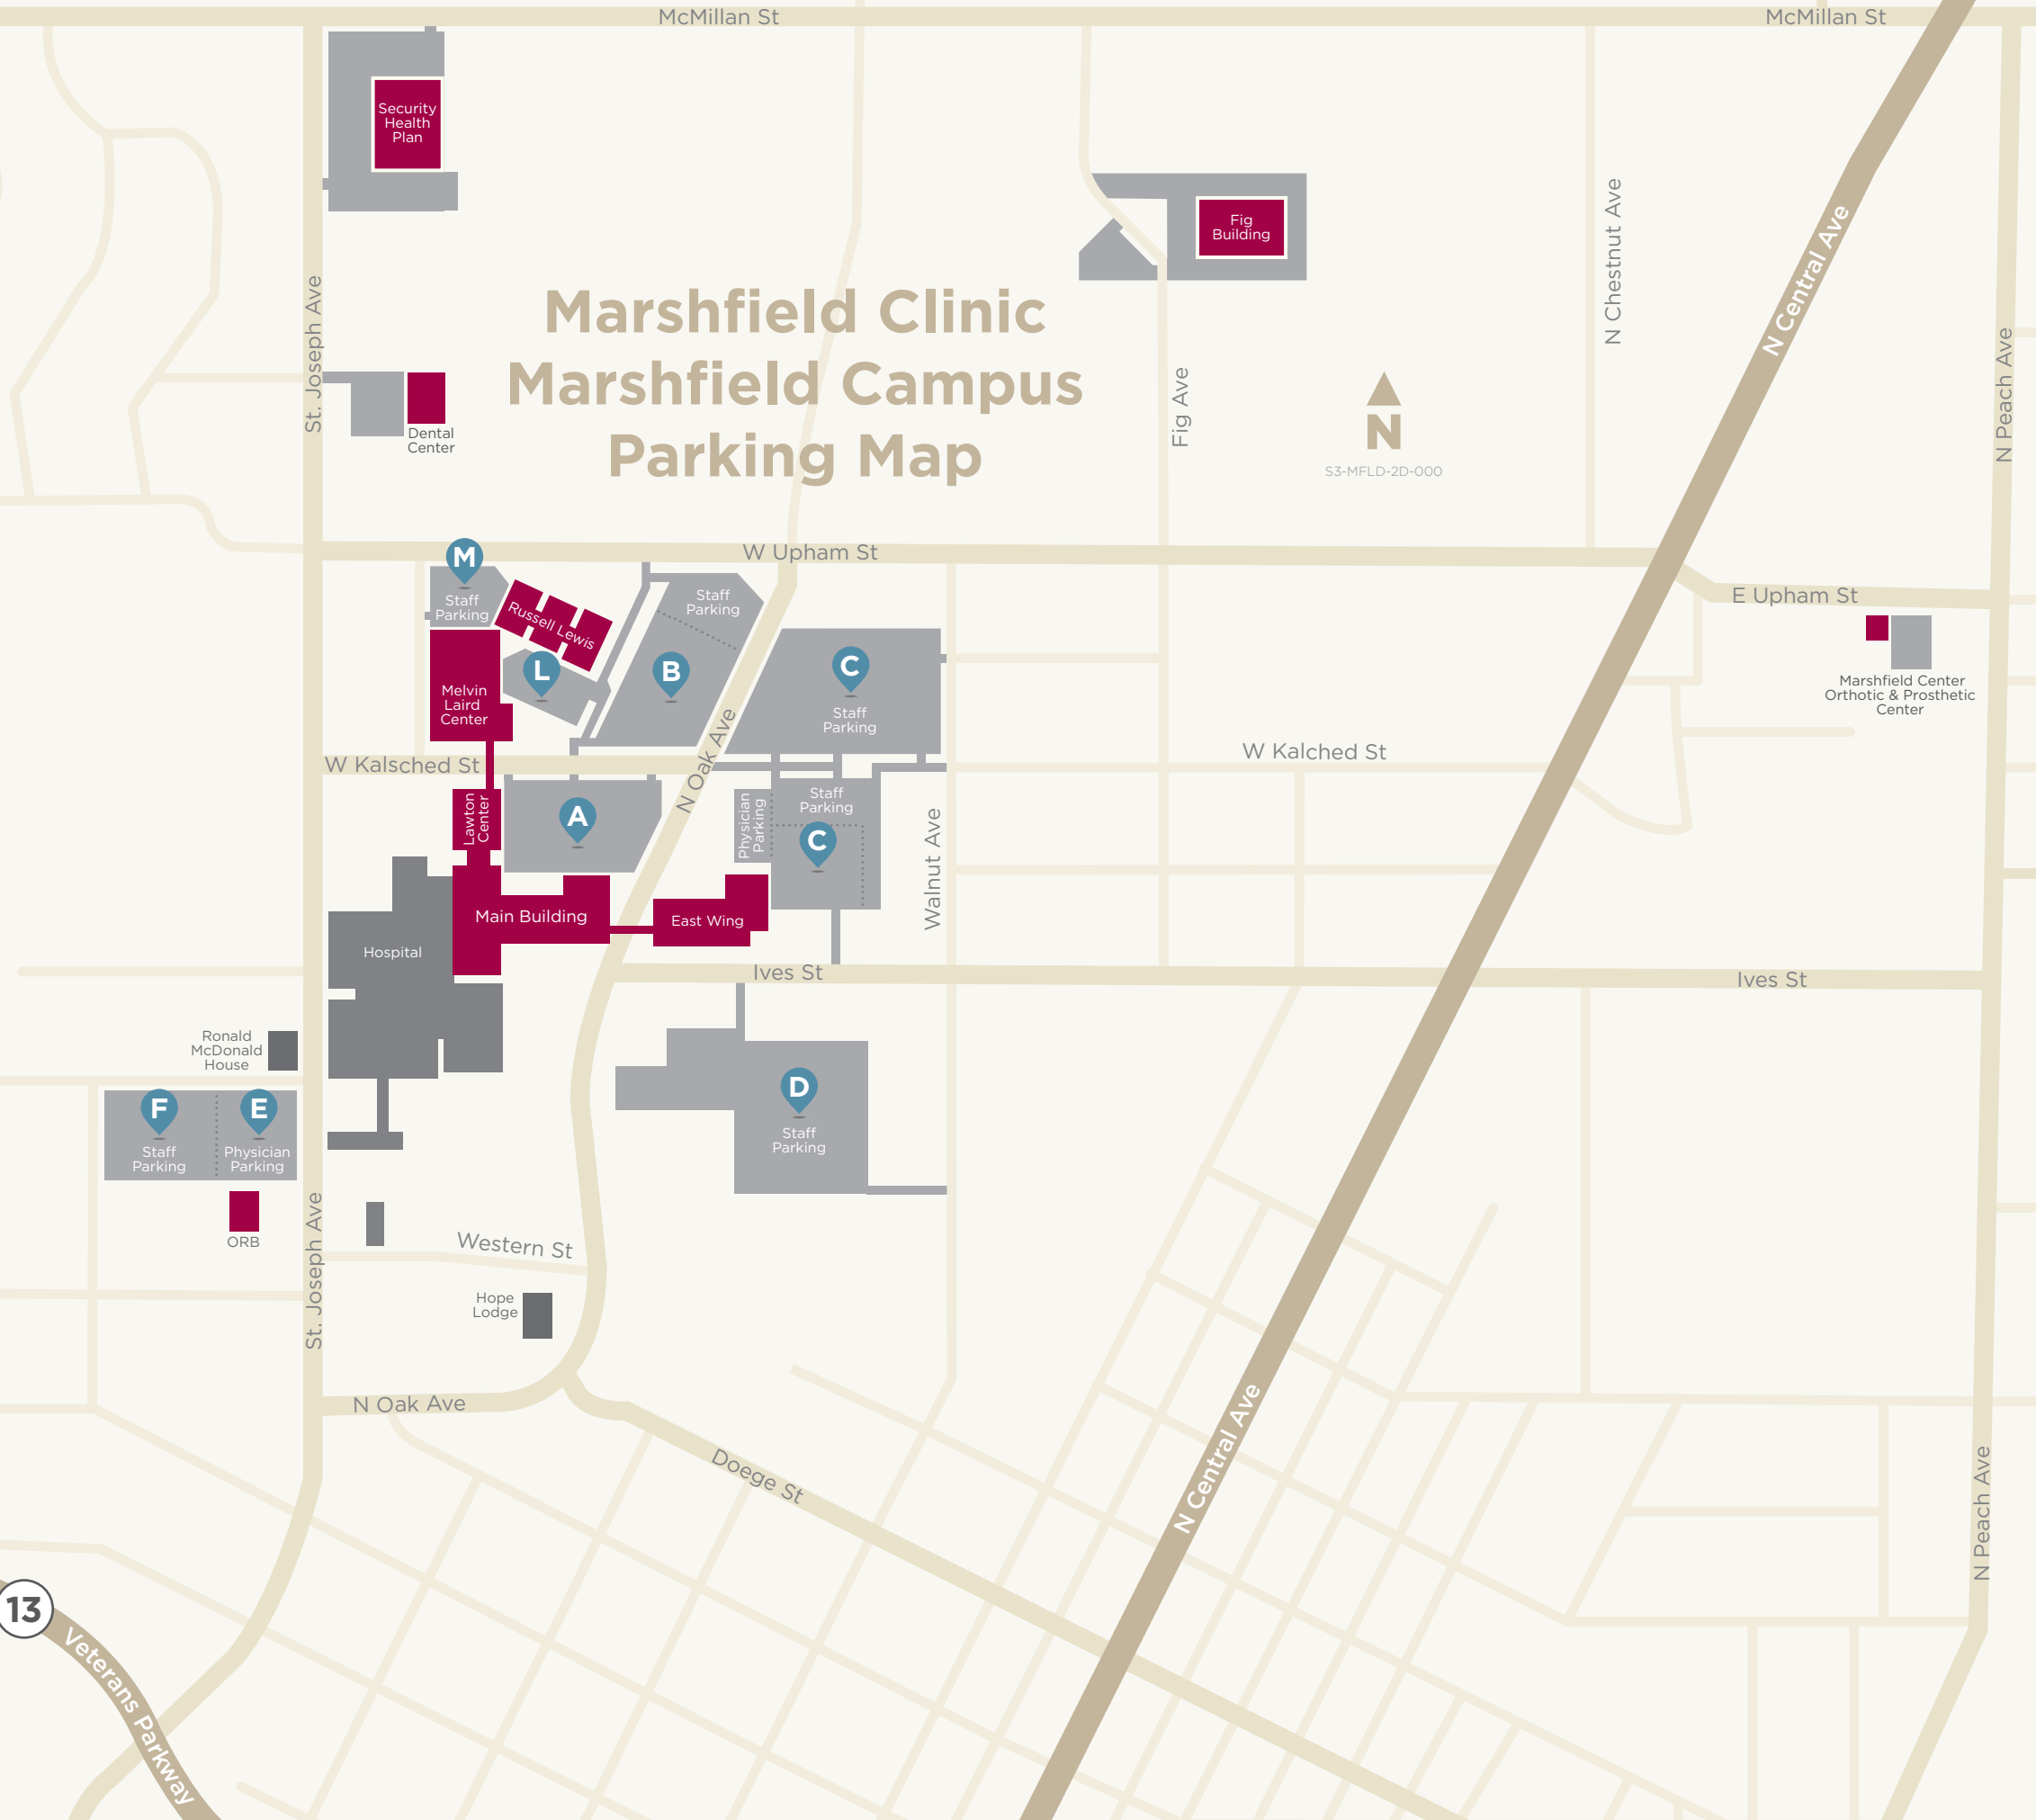 McMillan St
McMillan St
Security
Health
Plan
Fig
Building
N Chestnut Ave
N Central Ave
St. Joseph Ave
Marshfield Clinic
Marshfield Campus
Parking Map
Fig Ave
N
S3-MFLD-2D-000
N Peach Ave
Dental
Center
W Upham St
M
Staff
Parking
Russell Lewis
Staff
Parking
E Upham St
L
B
C
Staff
Parking
Melvin
Laird
Center
Marshfield Center
Orthotic & Prosthetic
Center
N Oak Ave
W Kalsched St
W Kalched St
Lawton
Center
A
Physician
Parking
Staff
Parking
C
Walnut Ave
Main Building
East Wing
Hospital
Ives St
Ives St
Ronald
McDonald
House
F
Staff
Parking
E
Physician
Parking
D
Staff
Parking
ORB
St. Joseph Ave
Western St
Hope
Lodge
N Oak Ave
Doege St
N Central Ave
N Peach Ave
13
Veterans Parkway